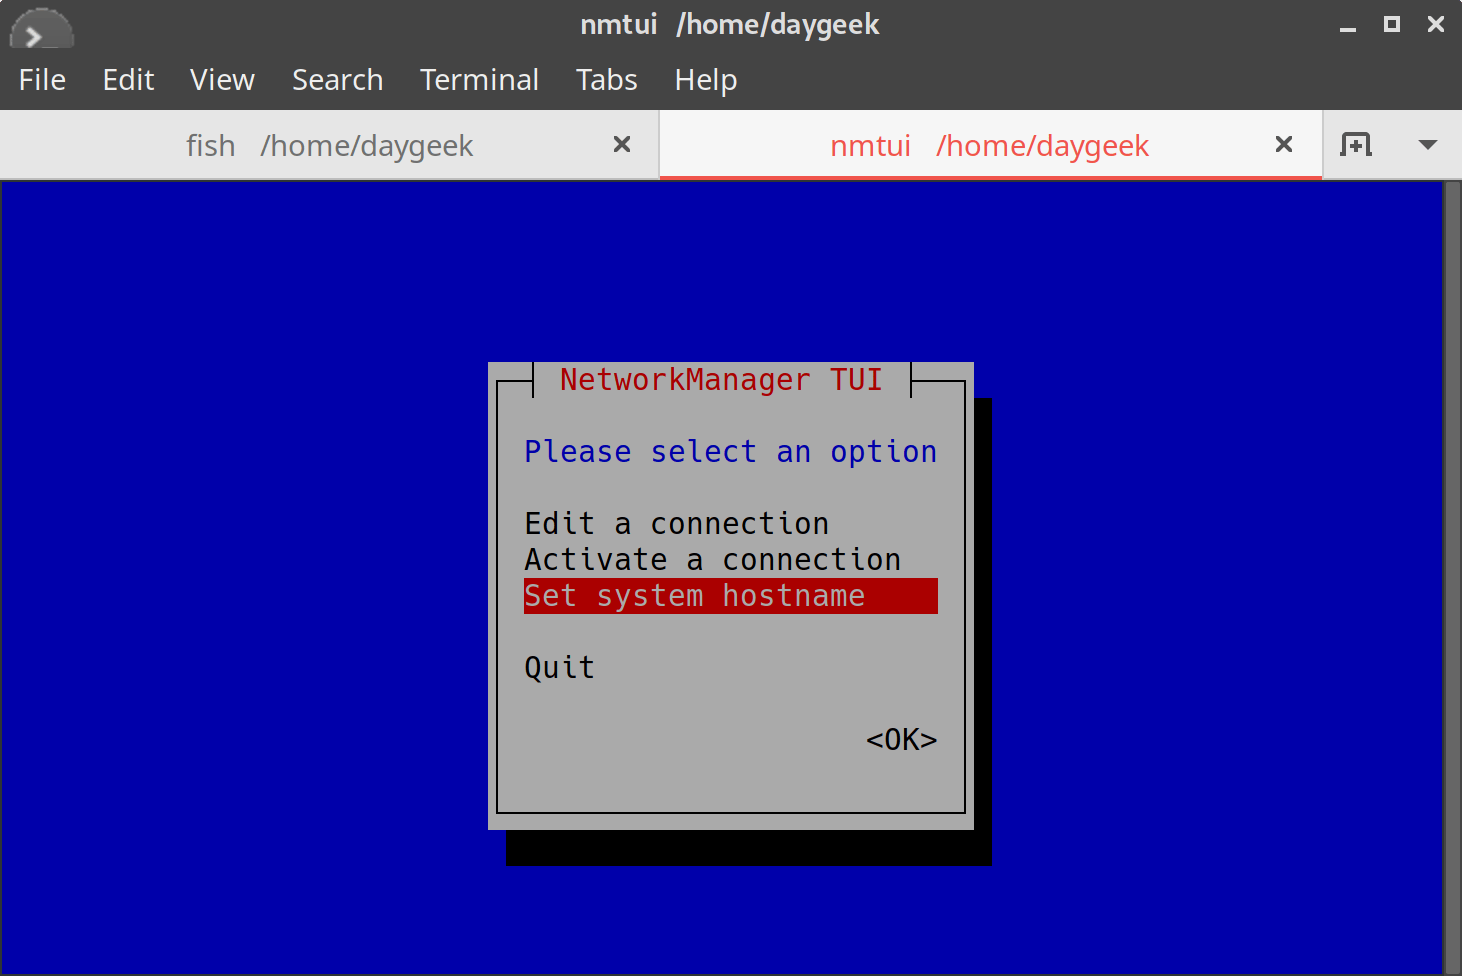 nmtui /home/daygeek
File Edit View Search Terminal Tabs Help
fish /home/daygeek nmtui /home/daygeek
NetworkManager TUI
Please select an option
Edit a connection
Activate a connection
Set system hostname
Quit
<OK>